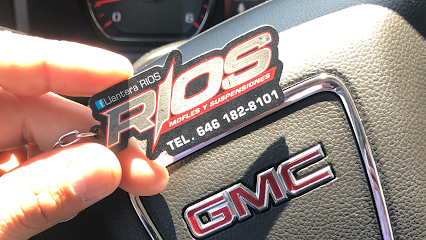 Llantera RIOS
RIOS
MOFLES Y SUSPENSIONES
TEL. 646 182-8101
GMC